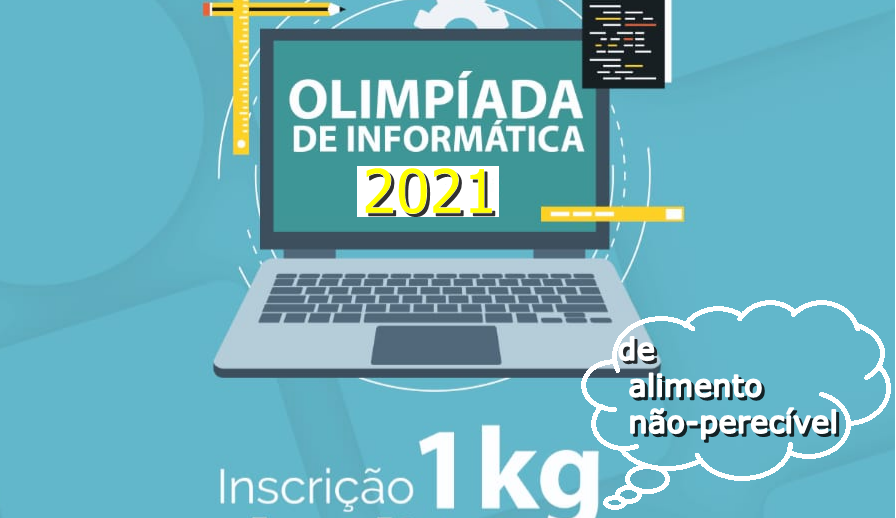 OLIMPÍADA
DE INFORMÁTICA
2021
Inscrição 1kg
de
alimento
não-perecível